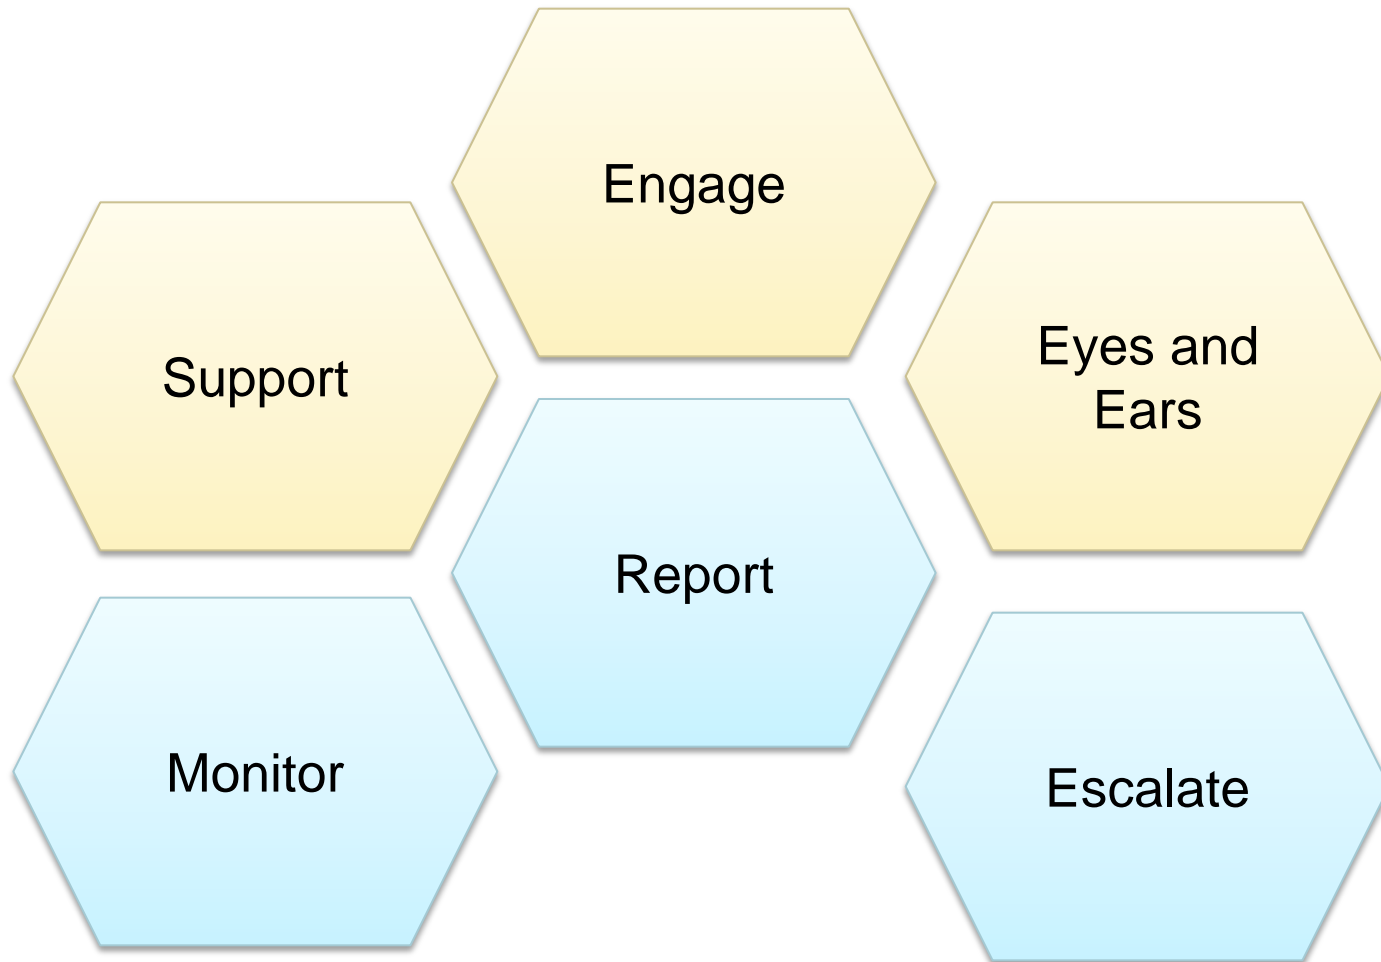 Engage
Support
Eyes and
Ears
Report
Monitor
Escalate